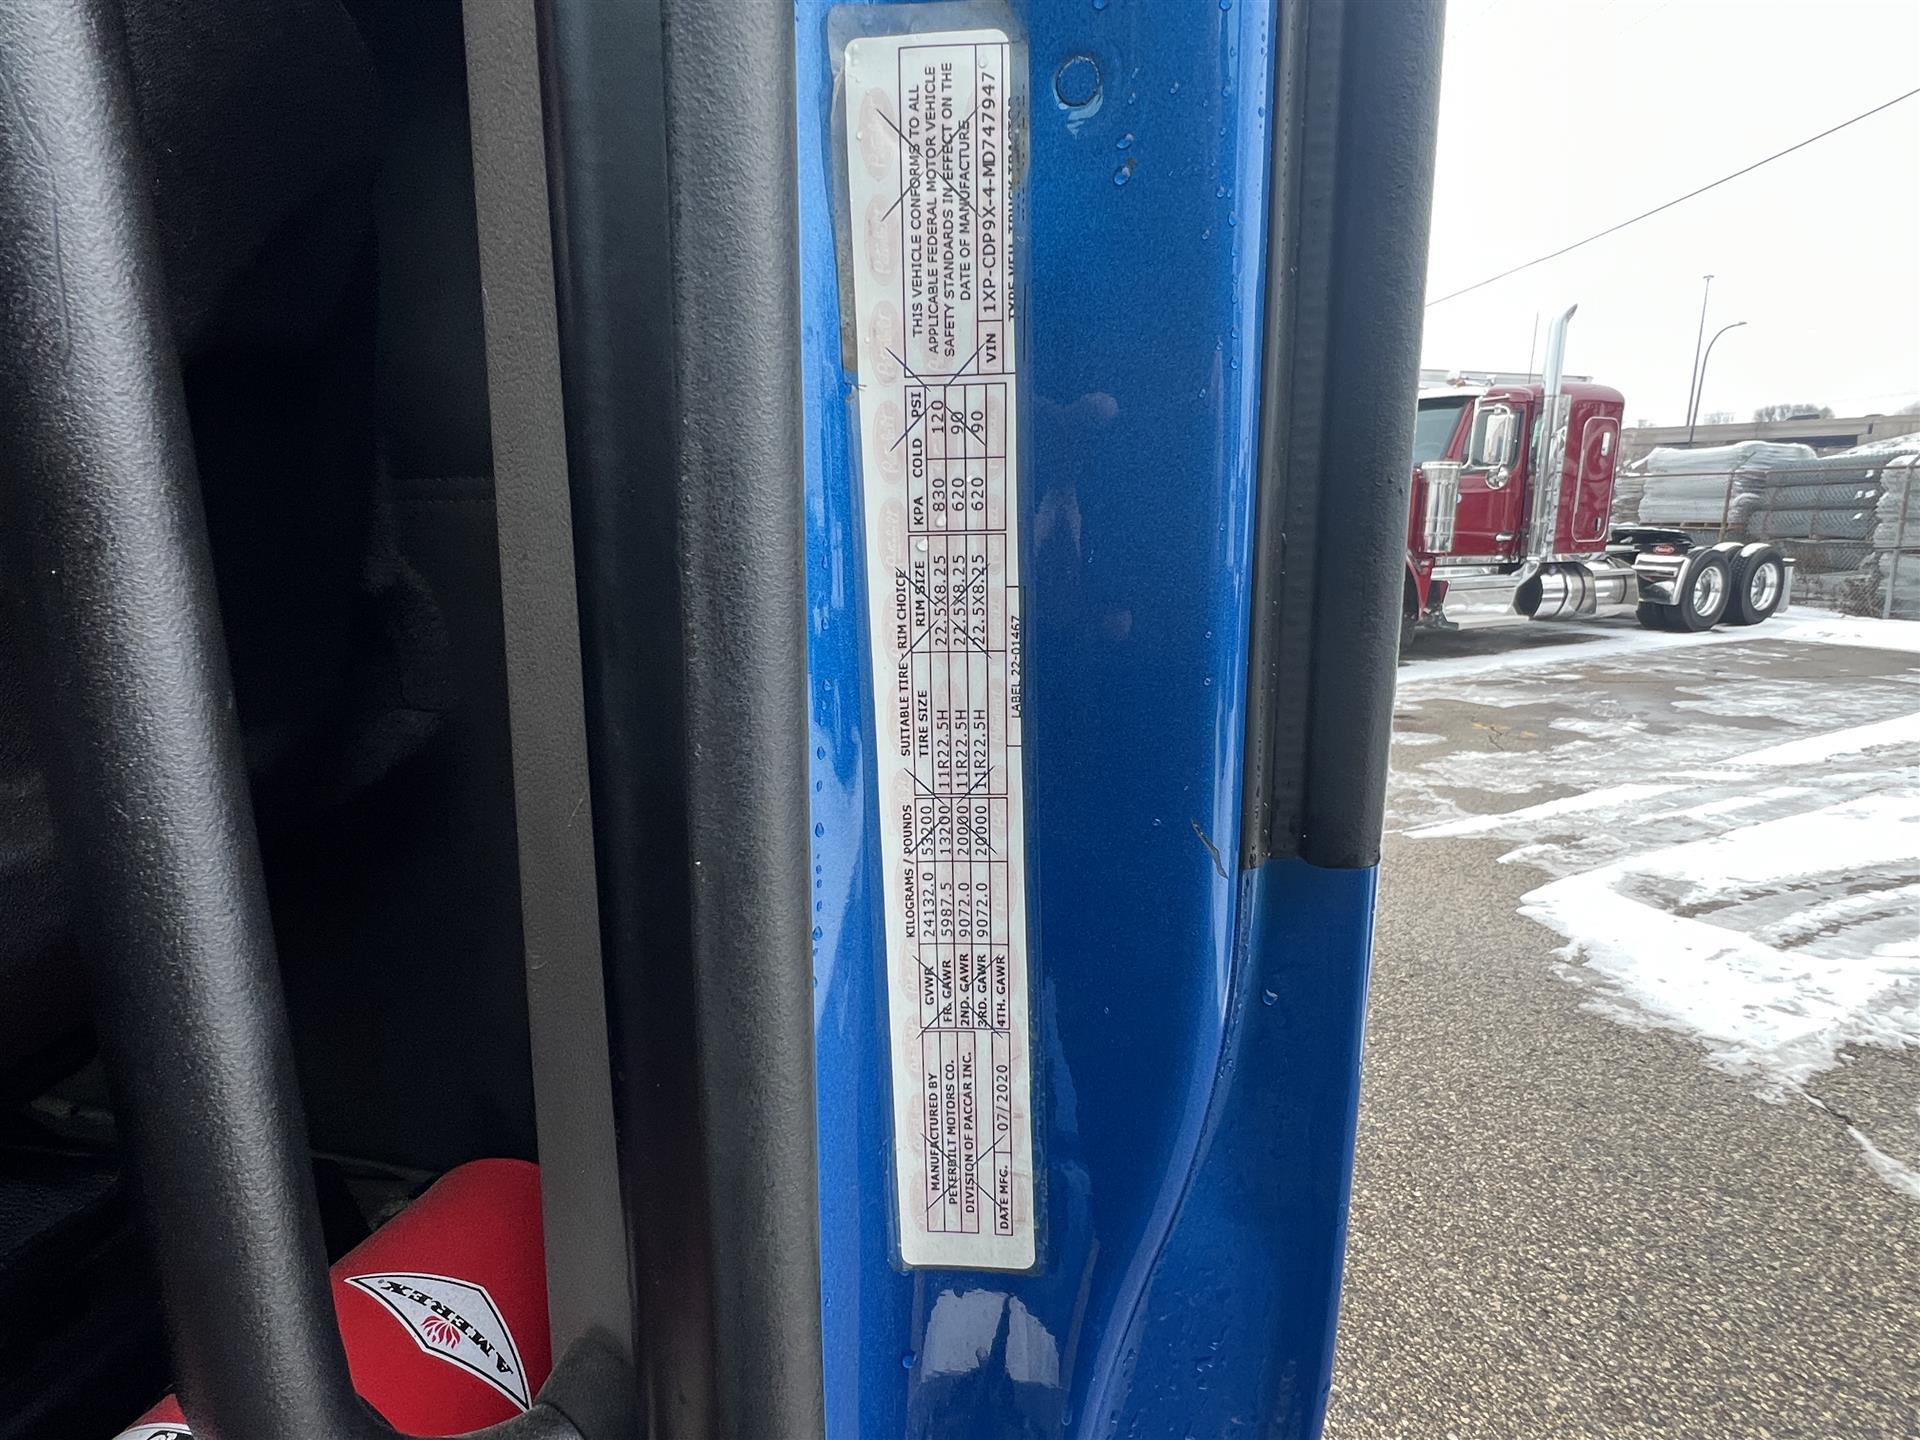 MANUFACTURED BY
PETERBILT MOTORS CO.
DIVISION OF PACCAR INC.
DATE MFG. 07/2020
KILOGRAMS / POUNDS
GVWR 24132.0 53200
FR. GAWR 5987.5 13200
2ND. GAWR 9072.0 20000
3RD. GAWR 9072.0 20000
4TH. GAWR
SUITABLE TIRE - RIM CHOICE
TIRE SIZE RIM SIZE KPA COLD PSI
11R22.5H 22.5X8.25 830 120
11R22.5H 22.5X8.25 620 90
11R22.5H 22.5X8.25 620 90
LABEL 22-01467
THIS VEHICLE CONFORMS TO ALL
APPLICABLE FEDERAL MOTOR VEHICLE
SAFETY STANDARDS IN EFFECT ON THE
DATE OF MANUFACTURE
VIN 1XP-CDP9X-4-MD747947
TYPE VEH. TRUCK TRACTOR
AMEREX